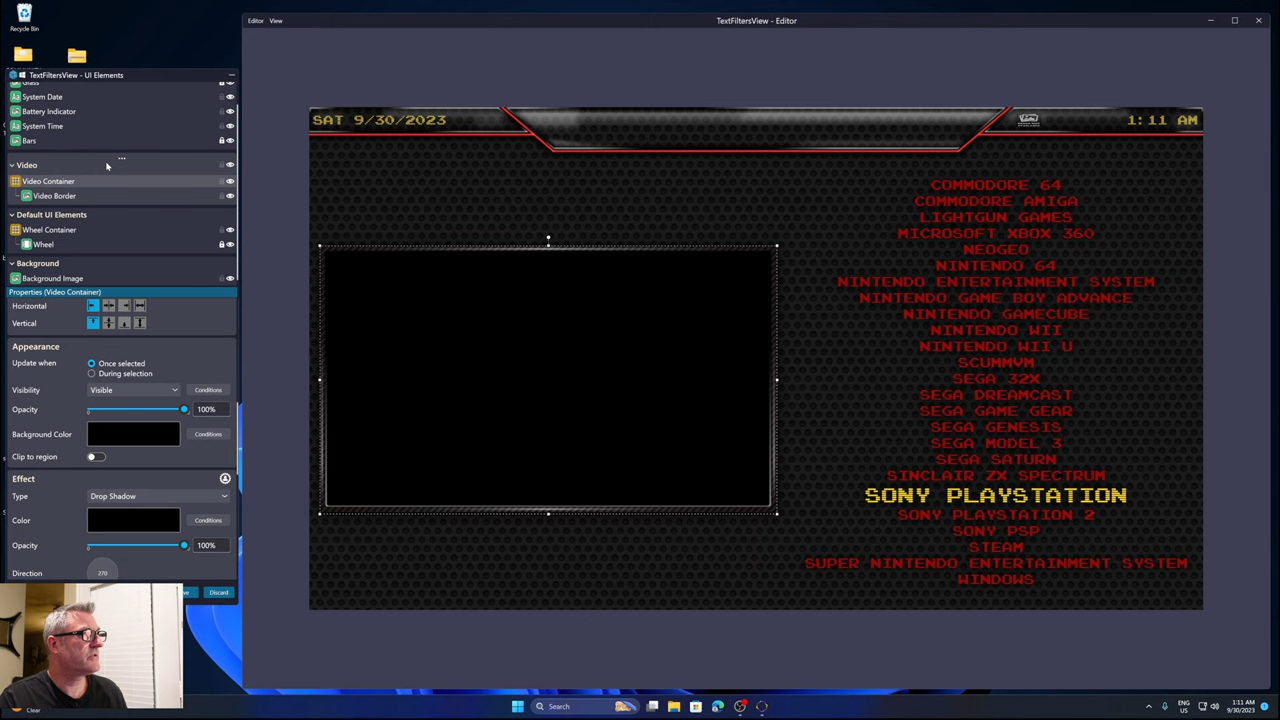 Editor View
TextFiltersView - Editor
Recycle Bin
TextFiltersView - UI Elements
Glass
System Date
Battery Indicator
System Time
Bars
Video
Video Container
Video Border
Default UI Elements
Wheel Container
Wheel
Background
Background Image
Properties (Video Container)
Horizontal
Vertical
Appearance
Update when Once selected
During selection
Visibility Visible Conditions
Opacity 0 100%
Background Color Conditions
Clip to region
Effect
Type Drop Shadow
Color Conditions
Opacity 0 100%
Direction 270
Discard
SAT 9/30/2023
1:11 AM
COMMODORE 64
COMMODORE AMIGA
LIGHTGUN GAMES
MICROSOFT XBOX 360
NEOGEO
NINTENDO 64
NINTENDO ENTERTAINMENT SYSTEM
NINTENDO GAME BOY ADVANCE
NINTENDO GAMECUBE
NINTENDO WII
NINTENDO WII U
SCUMMVM
SEGA 32X
SEGA DREAMCAST
SEGA GAME GEAR
SEGA GENESIS
SEGA MODEL 3
SEGA SATURN
SINCLAIR ZX SPECTRUM
SONY PLAYSTATION
SONY PLAYSTATION 2
SONY PSP
STEAM
SUPER NINTENDO ENTERTAINMENT SYSTEM
WINDOWS
Clear
Search
ENG
US
1:11 AM
9/30/2023